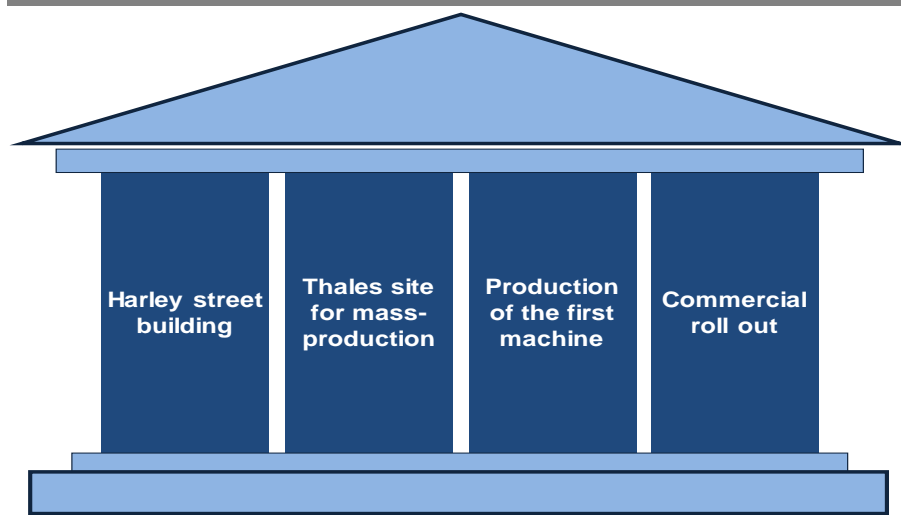 Harley street
building
Thales site
for mass-
production
Production
of the first
machine
Commercial
roll out